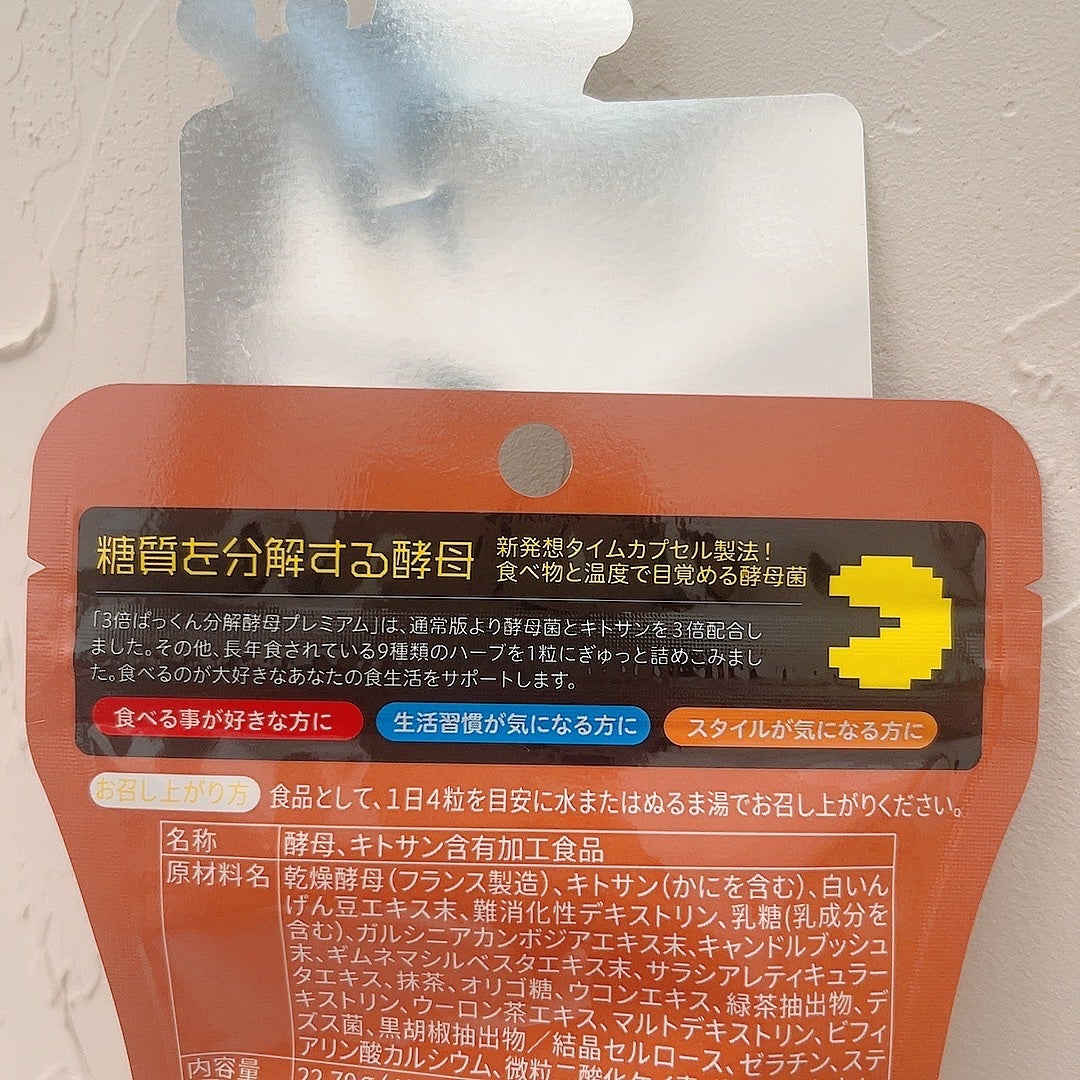 糖質を分解する酵母
新発想タイムカプセル製法！
食べ物と温度で目覚める酵母菌
「3倍ぱっくん分解酵母プレミアム」は、通常版より酵母菌とキトサンを3倍配合し
ました。その他、長年食されている9種類のハーブを1粒にぎゅっと詰めこみまし
た。食べるのが大好きなあなたの食生活をサポートします。
食べる事が好きな方に
生活習慣が気になる方に
スタイルが気になる方に
お召し上がり方
食品として、1日4粒を目安に水またはぬるま湯でお召し上がりください。
名称
酵母、キトサン含有加工食品
原材料名
乾燥酵母(フランス製造)、キトサン(かにを含む)、白いん
げん豆エキス末、難消化性デキストリン、乳糖(乳成分を
含む)、ガルシニアカンボジアエキス末、キャンドルブッシュ
末、ギムネマシルベスタエキス末、サラシアレティキュラー
タエキス、抹茶、オリゴ糖、ウコンエキス、緑茶抽出物、デ
キストリン、ウーロン茶エキス、マルトデキストリン、ビフィ
ズス菌、黒胡椒抽出物／結晶セルロース、ゼラチン、ステ
アリン酸カルシウム、微粒二酸化ケイ素
内容量